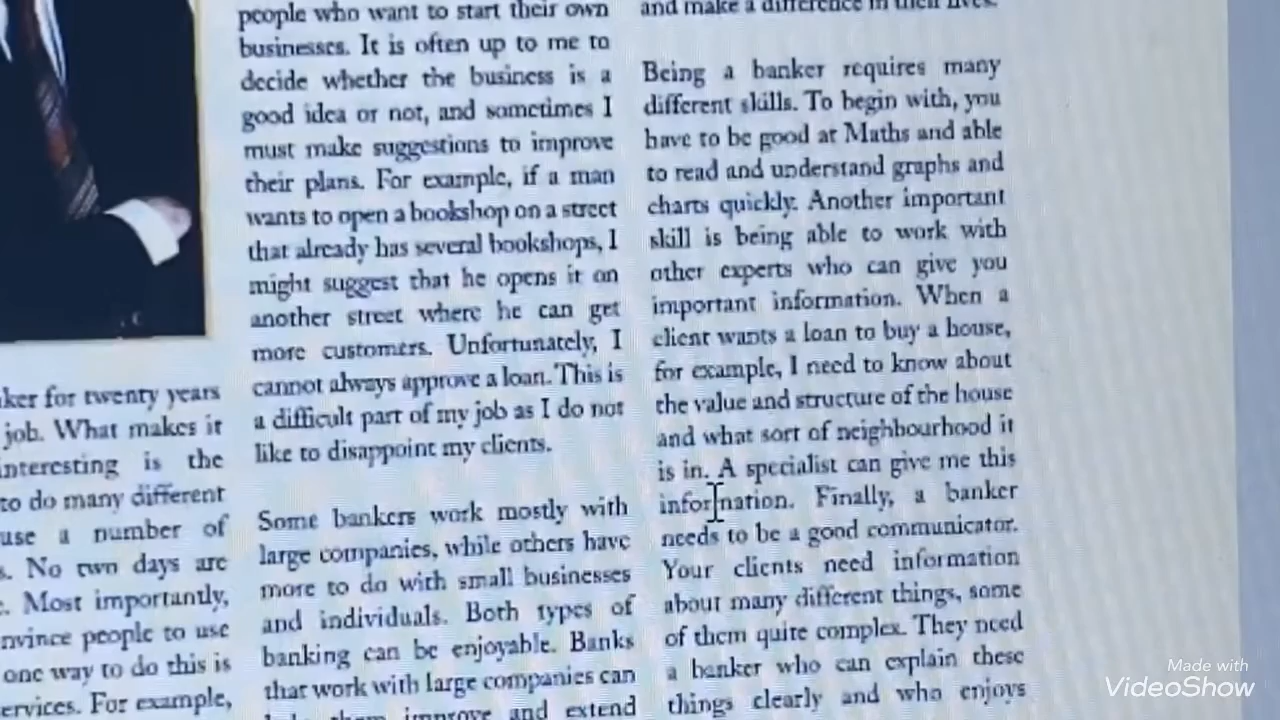 ker for twenty years
job. What makes it
interesting is the
to do many different
use a number of
s. No two days are
Most importantly,
nvince people to use
one way to do this is
ervices. For example,
people who want to start their own
businesses. It is often up to me to
decide whether the business is a
good idea or not, and sometimes I
must make suggestions to improve
their plans. For example, if a man
wants to open a bookshop on a street
that already has several bookshops, I
might suggest that he opens it on
another street where he can get
more customers. Unfortunately, I
cannot always approve a loan. This is
a difficult part of my job as I do not
like to disappoint my clients.
Some bankers work mostly with
large companies, while others have
more to do with small businesses
and individuals. Both types of
banking can be enjoyable. Banks
that work with large companies can
them improve and extend
and make a difference in their lives.
Being a banker requires many
different skills. To begin with, you
have to be good at Maths and able
to read and understand graphs and
charts quickly. Another important
skill is being able to work with
other experts who can give you
important information. When a
client wants a loan to buy a house,
for example, I need to know about
the value and structure of the house
and what sort of neighbourhood it
is in. A specialist can give me this
information. Finally, a banker
needs to be a good communicator.
Your clients need information
about many different things, some
of them quite complex. They need
a banker who can explain these
things clearly and who enjoys
Made with
VideoShow